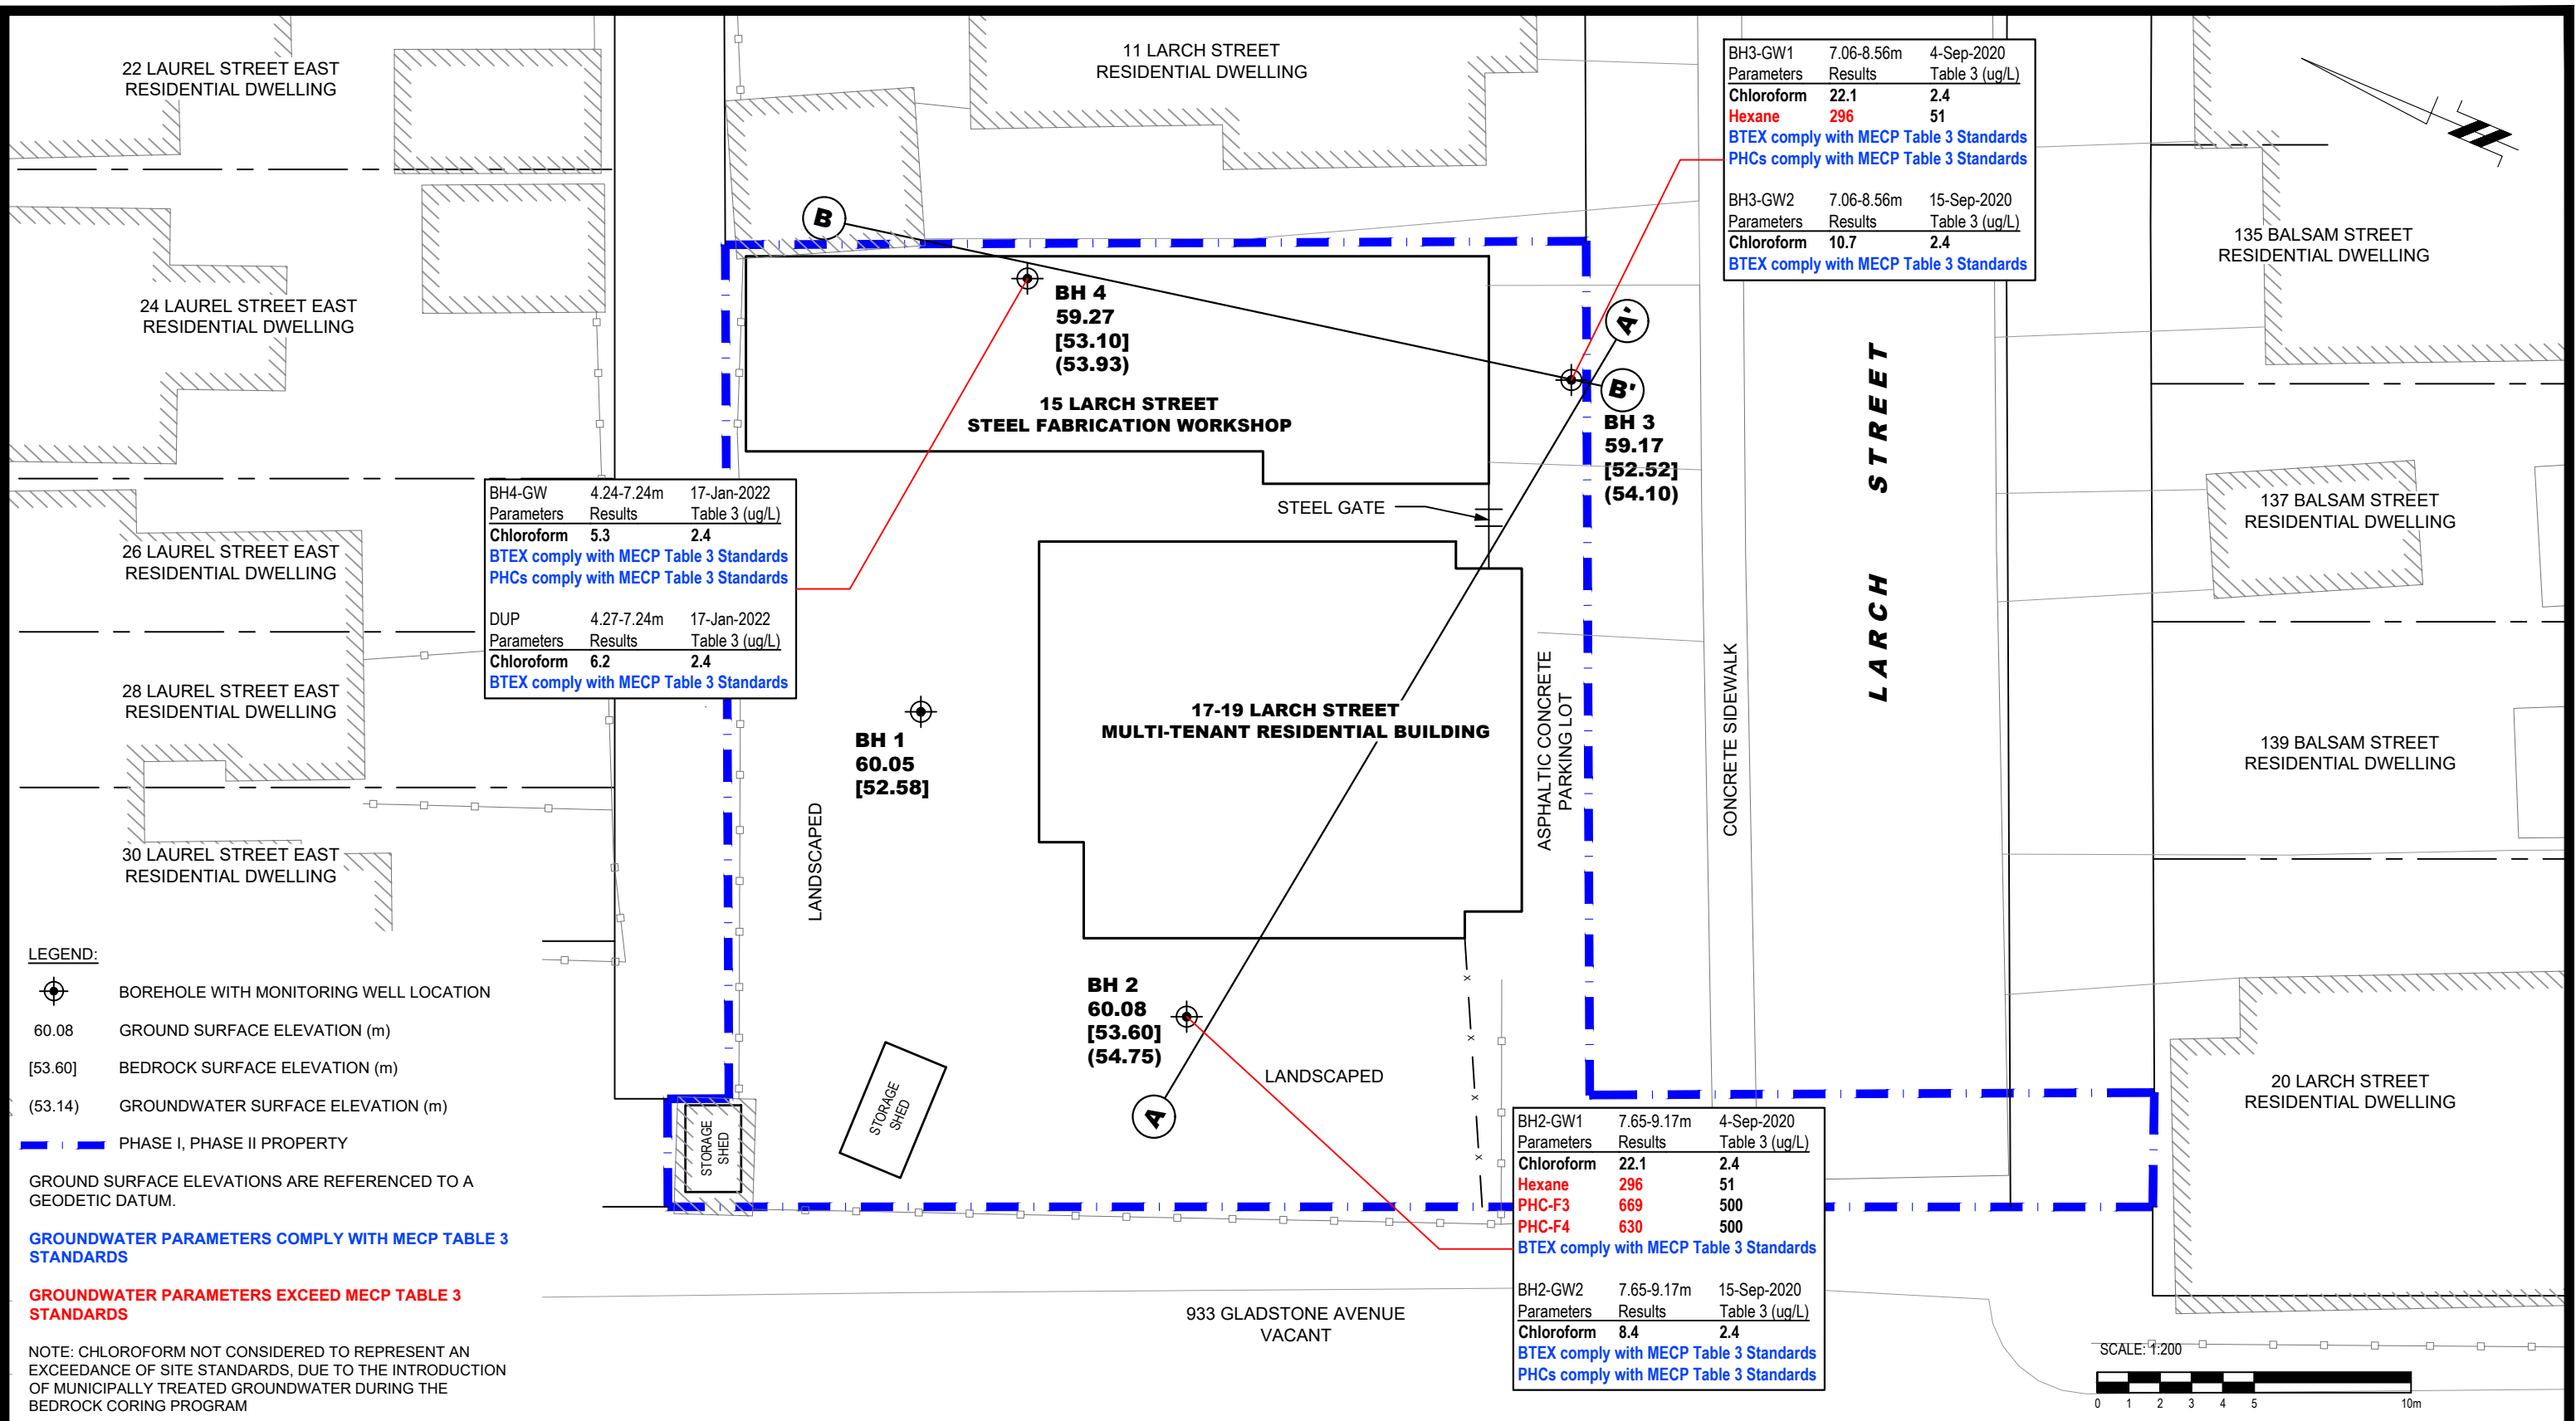 22 LAUREL STREET EAST
RESIDENTIAL DWELLING
11 LARCH STREET
RESIDENTIAL DWELLING
BH3-GW1 7.06-8.56m 4-Sep-2020
Parameters Results Table 3 (ug/L)
Chloroform 22.1 2.4
Hexane 296 51
BTEX comply with MECP Table 3 Standards
PHCs comply with MECP Table 3 Standards
BH3-GW2 7.06-8.56m 15-Sep-2020
Parameters Results Table 3 (ug/L)
Chloroform 10.7 2.4
BTEX comply with MECP Table 3 Standards
135 BALSAM STREET
RESIDENTIAL DWELLING
24 LAUREL STREET EAST
RESIDENTIAL DWELLING
B
BH 4
59.27
[53.10]
(53.93)
A'
B'
15 LARCH STREET
STEEL FABRICATION WORKSHOP
BH 3
59.17
[52.52]
(54.10)
STEEL GATE
LARCH STREET
137 BALSAM STREET
RESIDENTIAL DWELLING
BH4-GW 4.24-7.24m 17-Jan-2022
Parameters Results Table 3 (ug/L)
Chloroform 5.3 2.4
BTEX comply with MECP Table 3 Standards
PHCs comply with MECP Table 3 Standards
DUP 4.27-7.24m 17-Jan-2022
Parameters Results Table 3 (ug/L)
Chloroform 6.2 2.4
BTEX comply with MECP Table 3 Standards
26 LAUREL STREET EAST
RESIDENTIAL DWELLING
28 LAUREL STREET EAST
RESIDENTIAL DWELLING
BH 1
60.05
[52.58]
17-19 LARCH STREET
MULTI-TENANT RESIDENTIAL BUILDING
ASPHALTIC CONCRETE
PARKING LOT
CONCRETE SIDEWALK
139 BALSAM STREET
RESIDENTIAL DWELLING
LANDSCAPED
30 LAUREL STREET EAST
RESIDENTIAL DWELLING
BH 2
60.08
[53.60]
(54.75)
LANDSCAPED
A
STORAGE
SHED
STORAGE
SHED
20 LARCH STREET
RESIDENTIAL DWELLING
BH2-GW1 7.65-9.17m 4-Sep-2020
Parameters Results Table 3 (ug/L)
Chloroform 22.1 2.4
Hexane 296 51
PHC-F3 669 500
PHC-F4 630 500
BTEX comply with MECP Table 3 Standards
BH2-GW2 7.65-9.17m 15-Sep-2020
Parameters Results Table 3 (ug/L)
Chloroform 8.4 2.4
BTEX comply with MECP Table 3 Standards
PHCs comply with MECP Table 3 Standards
933 GLADSTONE AVENUE
VACANT
LEGEND:
BOREHOLE WITH MONITORING WELL LOCATION
60.08 GROUND SURFACE ELEVATION (m)
[53.60] BEDROCK SURFACE ELEVATION (m)
(53.14) GROUNDWATER SURFACE ELEVATION (m)
PHASE I, PHASE II PROPERTY
GROUND SURFACE ELEVATIONS ARE REFERENCED TO A
GEODETIC DATUM.
GROUNDWATER PARAMETERS COMPLY WITH MECP TABLE 3
STANDARDS
GROUNDWATER PARAMETERS EXCEED MECP TABLE 3
STANDARDS
NOTE: CHLOROFORM NOT CONSIDERED TO REPRESENT AN
EXCEEDANCE OF SITE STANDARDS, DUE TO THE INTRODUCTION
OF MUNICIPALLY TREATED GROUNDWATER DURING THE
BEDROCK CORING PROGRAM
SCALE: 1:200
0 1 2 3 4 5 10m